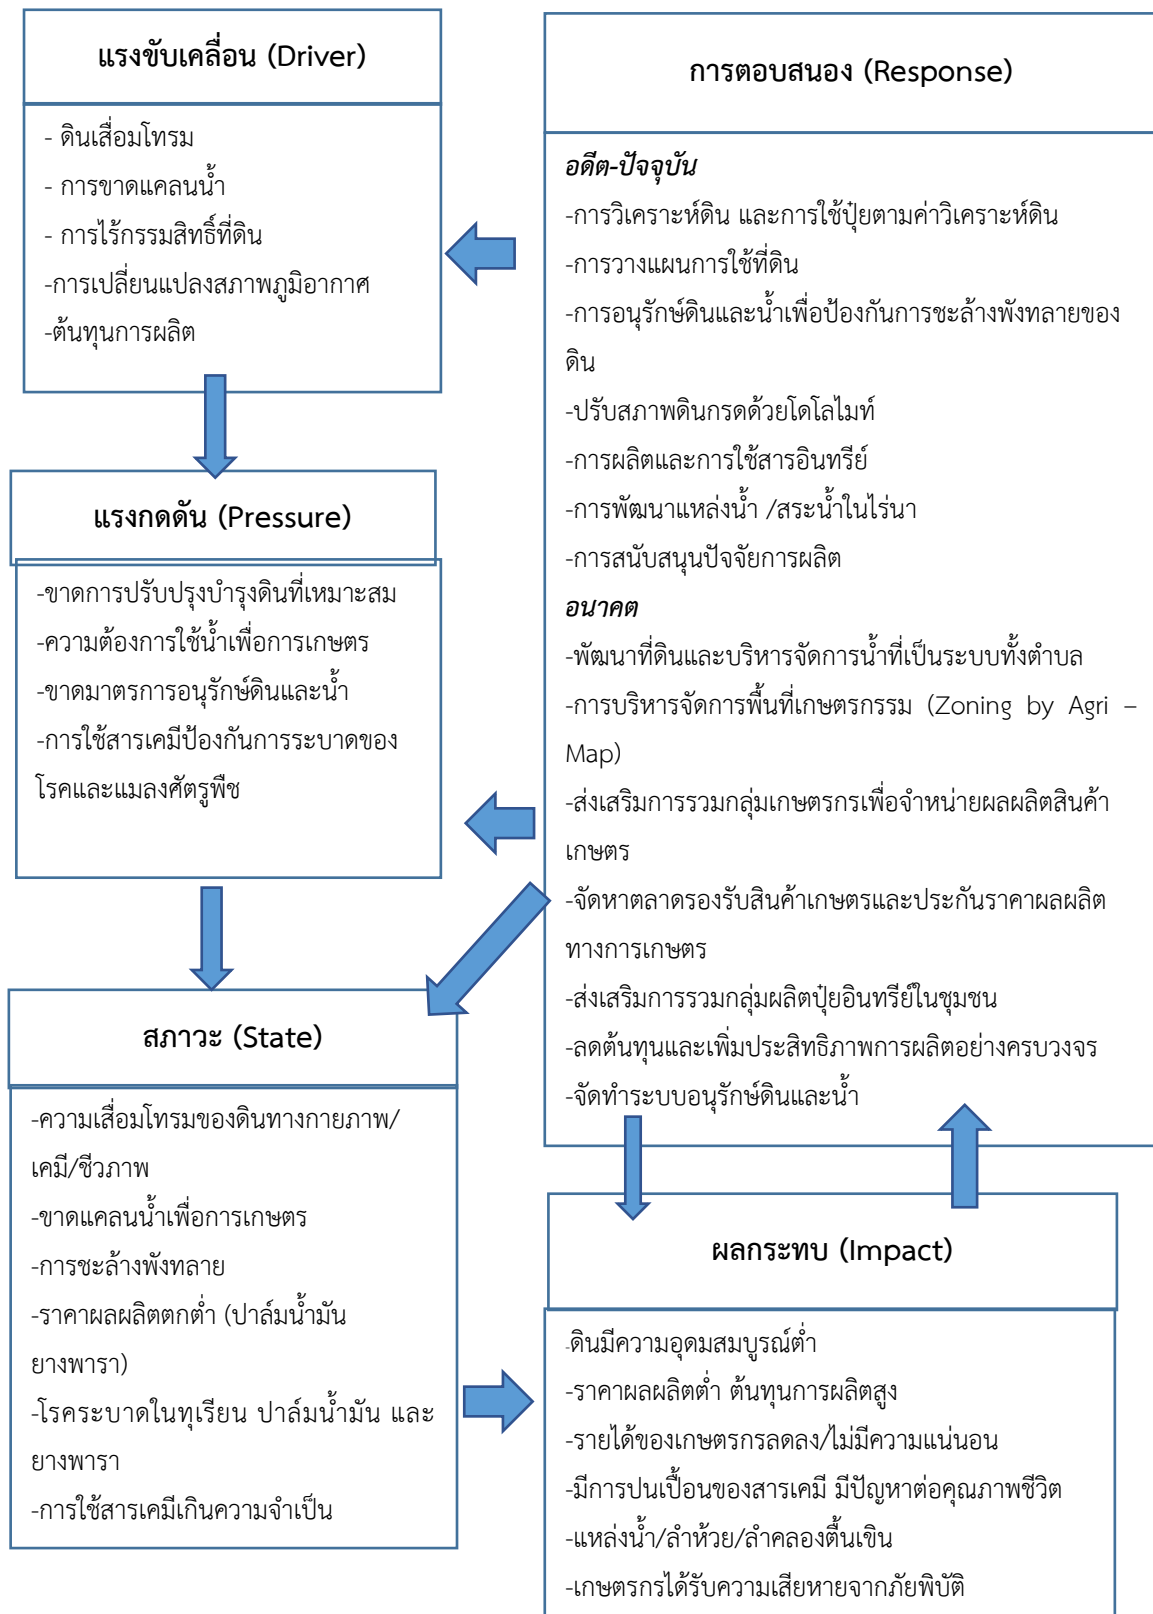 แรงขับเคลื่อน (Driver)
- ดินเสื่อมโทรม
- การขาดแคลนน้ำ
- การไร้กรรมสิทธิ์ที่ดิน
-การเปลี่ยนแปลงสภาพภูมิอากาศ
-ต้นทุนการผลิต
แรงกดดัน (Pressure)
-ขาดการปรับปรุงบำรุงดินที่เหมาะสม
-ความต้องการใช้น้ำเพื่อการเกษตร
-ขาดมาตรการอนุรักษ์ดินและน้ำ
-การใช้สารเคมีป้องกันการระบาดของ
โรคและแมลงศัตรูพืช
สภาวะ (State)
-ความเสื่อมโทรมของดินทางกายภาพ/
เคมี/ชีวภาพ
-ขาดแคลนน้ำเพื่อการเกษตร
-การชะล้างพังทลาย
-ราคาผลผลิตตกต่ำ (ปาล์มน้ำมัน
ยางพารา)
-โรคระบาดในทุเรียน ปาล์มน้ำมัน และ
ยางพารา
-การใช้สารเคมีเกินความจำเป็น
การตอบสนอง (Response)
อดีต-ปัจจุบัน
-การวิเคราะห์ดิน และการใช้ปุ๋ยตามค่าวิเคราะห์ดิน
-การวางแผนการใช้ที่ดิน
-การอนุรักษ์ดินและน้ำเพื่อป้องกันการชะล้างพังทลายของ
ดิน
-ปรับสภาพดินกรดด้วยโดโลไมท์
-การผลิตและการใช้สารอินทรีย์
-การพัฒนาแหล่งน้ำ /สระน้ำในไร่นา
-การสนับสนุนปัจจัยการผลิต
อนาคต
-พัฒนาที่ดินและบริหารจัดการน้ำที่เป็นระบบทั้งตำบล
-การบริหารจัดการพื้นที่เกษตรกรรม (Zoning by Agri –
Map)
-ส่งเสริมการรวมกลุ่มเกษตรกรเพื่อจำหน่ายผลผลิตสินค้า
เกษตร
-จัดหาตลาดรองรับสินค้าเกษตรและประกันราคาผลผลิต
ทางการเกษตร
-ส่งเสริมการรวมกลุ่มผลิตปุ๋ยอินทรีย์ในชุมชน
-ลดต้นทุนและเพิ่มประสิทธิภาพการผลิตอย่างครบวงจร
-จัดทำระบบอนุรักษ์ดินและน้ำ
ผลกระทบ (Impact)
-ดินมีความอุดมสมบูรณ์ต่ำ
-ราคาผลผลิตต่ำ ต้นทุนการผลิตสูง
-รายได้ของเกษตรกรลดลง/ไม่มีความแน่นอน
-มีการปนเปื้อนของสารเคมี มีปัญหาต่อคุณภาพชีวิต
-แหล่งน้ำ/ลำห้วย/ลำคลองตื้นเขิน
-เกษตรกรได้รับความเสียหายจากภัยพิบัติ